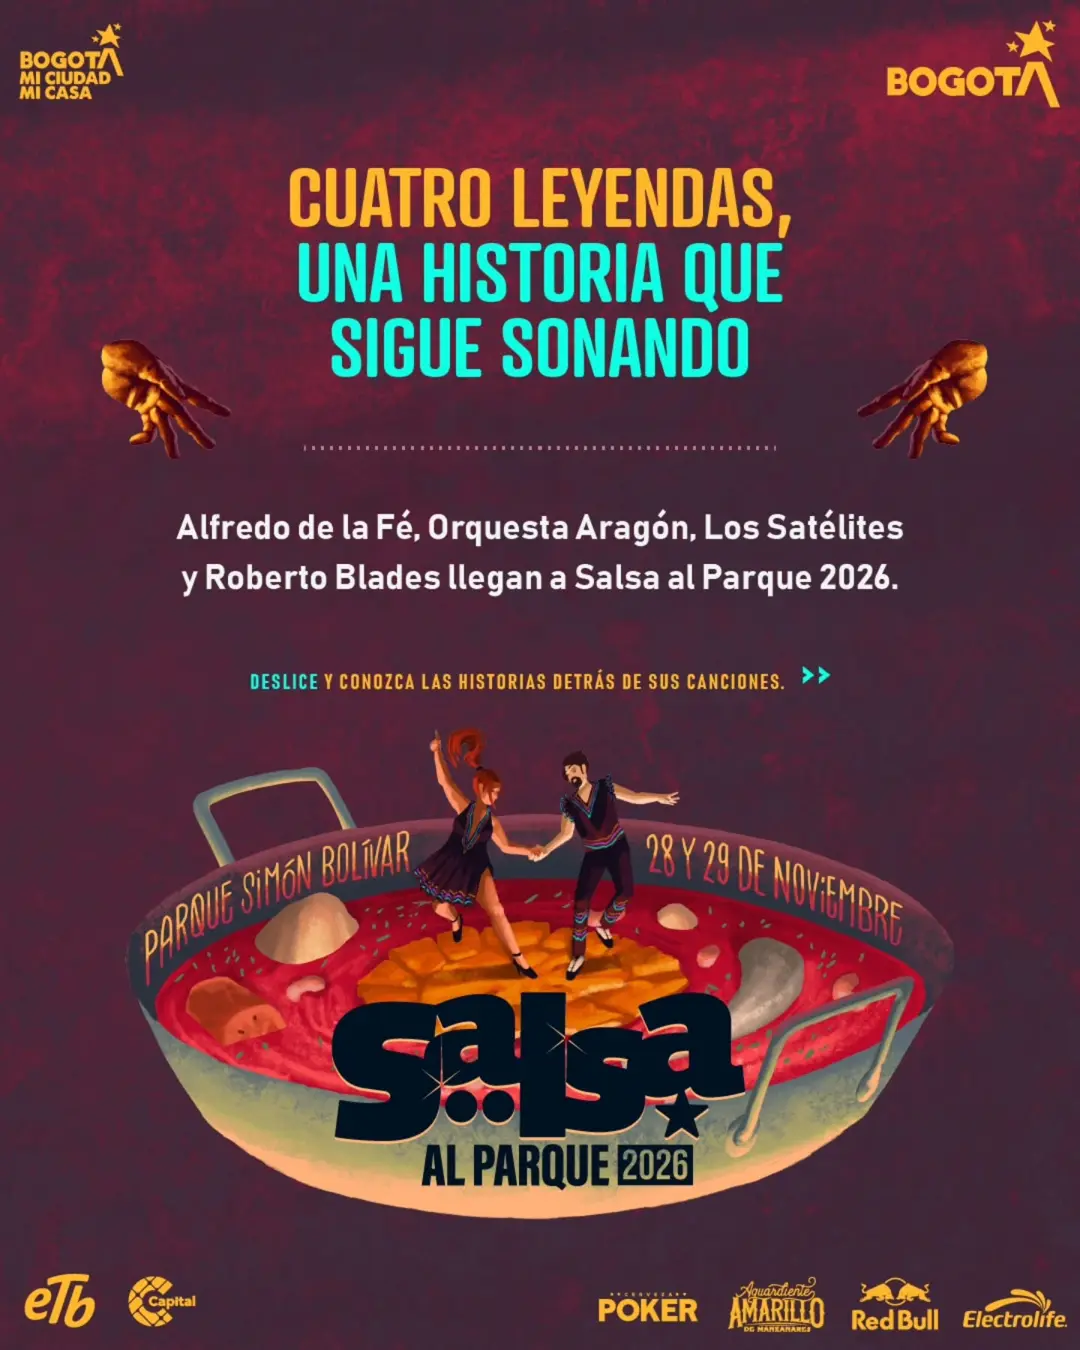 BOGOTÁ
MI CIUDAD
MI CASA
BOGOTÁ
CUATRO LEYENDAS,
UNA HISTORIA QUE
SIGUE SONANDO
Alfredo de la Fé, Orquesta Aragón, Los Satélites
y Roberto Blades llegan a Salsa al Parque 2026.
DESLICE Y CONOZCA LAS HISTORIAS DETRÁS DE SUS CANCIONES. >>
PARQUE SIMÓN BOLÍVAR
28 Y 29 DE NOVIEMBRE
Salsa
AL PARQUE 2026
eTb
Capital
CERVEZA
POKER
Aguardiente
AMARILLO
DE MANZANARES
Red Bull
Electrolife.